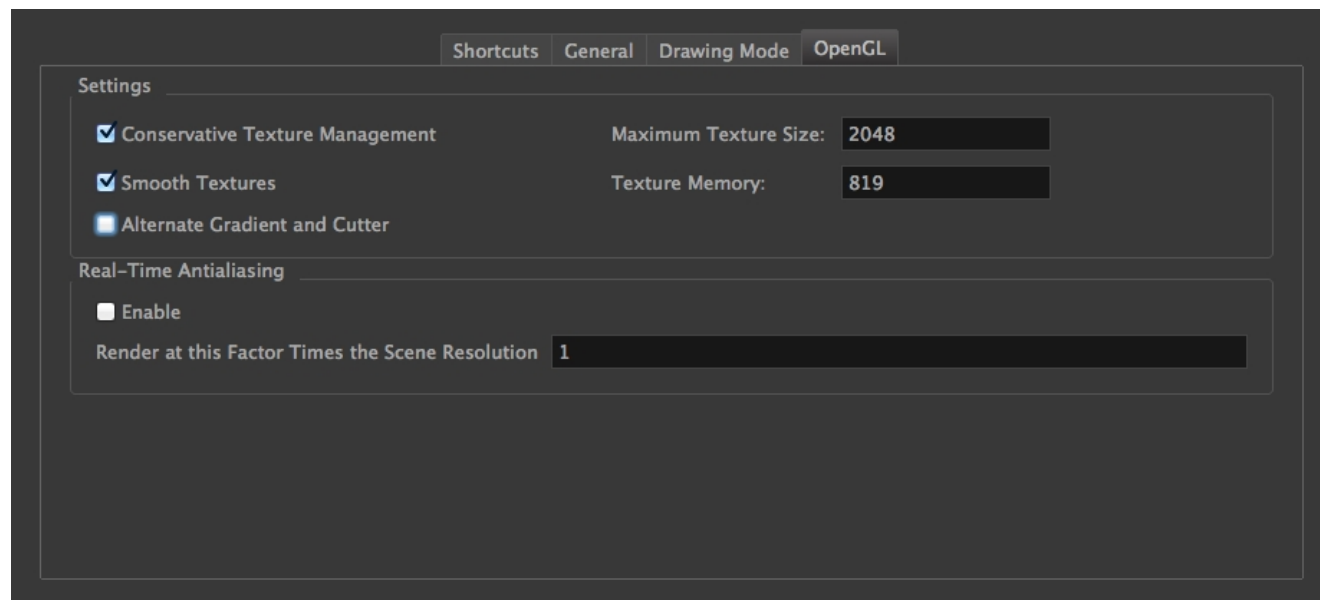 Shortcuts General Drawing Mode OpenGL
Settings
Conservative Texture Management Maximum Texture Size: 2048
Smooth Textures Texture Memory: 819
Alternate Gradient and Cutter
Real-Time Antialiasing
Enable
Render at this Factor Times the Scene Resolution 1